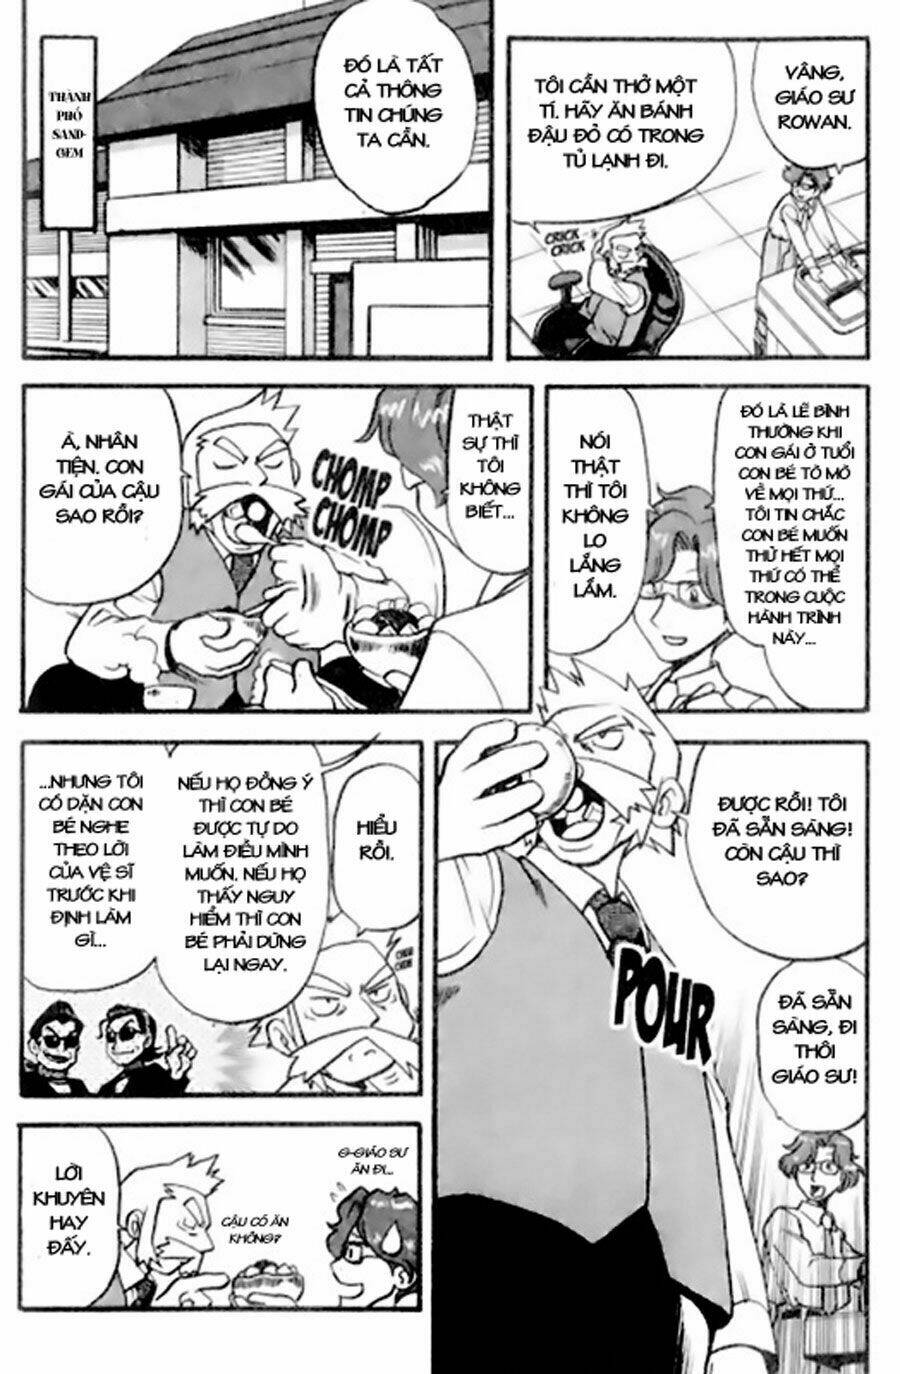 THÀNH
PHỐ
SAND-
GEM
ĐÓ LÀ TẤT
CẢ THÔNG
TIN CHÚNG
TA CẦN.
TÔI CẦN THỞ MỘT
TÍ. HÃY ĂN BÁNH
ĐẬU ĐỎ CÓ TRONG
TỦ LẠNH ĐI.
VÂNG,
GIÁO SƯ
ROWAN.
CRICK
CRICK
À, NHÂN
TIỆN. CON
GÁI CỦA CẬU
SAO RỒI?
CHOMP
CHOMP
THẬT
SỰ THÌ
TÔI
KHÔNG
BIẾT...
NÓI
THẬT
THÌ TÔI
KHÔNG
LO
LẮNG
LẮM.
ĐÓ LÀ LẼ BÌNH
THƯỜNG KHI
CON GÁI Ở TUỔI
CON BÉ TÒ MÒ
VỀ MỌI THỨ...
TÔI TIN CHẮC
CON BÉ MUỐN
THỬ HẾT MỌI
THỨ CÓ THỂ
TRONG CUỘC
HÀNH TRÌNH
NÀY...
...NHƯNG TÔI
CÓ DẶN CON
BÉ NGHE
THEO LỜI
CỦA VỆ SĨ
TRƯỚC KHI
ĐỊNH LÀM
GÌ...
NẾU HỌ ĐỒNG Ý
THÌ CON BÉ
ĐƯỢC TỰ DO
LÀM ĐIỀU MÌNH
MUỐN. NẾU HỌ
THẤY NGUY
HIỂM THÌ CON
BÉ PHẢI DỪNG
LẠI NGAY.
HIỂU
RỒI.
ĐƯỢC RỒI! TÔI
ĐÃ SẴN SÀNG!
CÒN CẬU THÌ
SAO?
POUR
ĐÃ SẴN
SÀNG, ĐI
THÔI
GIÁO SƯ!
LỜI
KHUYÊN
HAY
ĐẤY.
CẬU CÓ ĂN
KHÔNG?
G-GIÁO SƯ
ĂN ĐI...